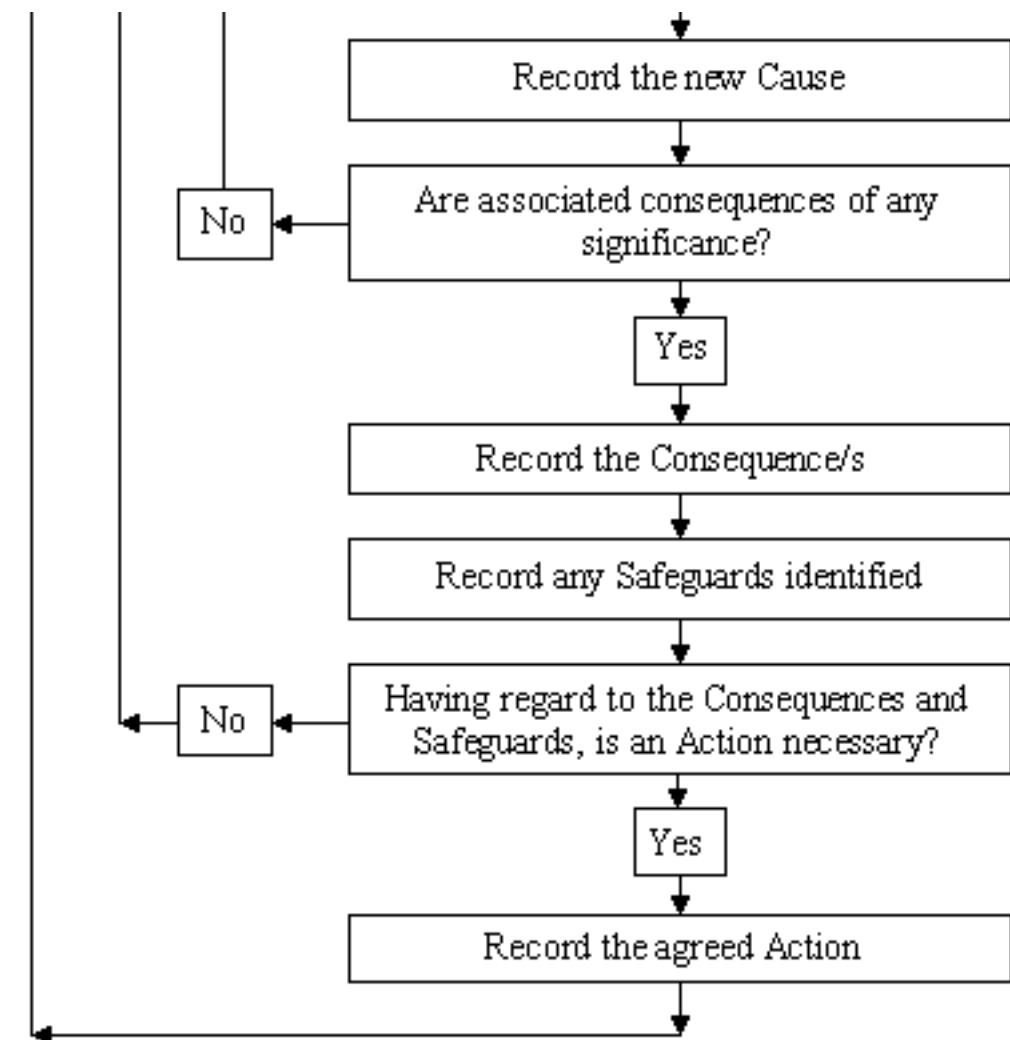 Record the new Cause
Are associated consequences of any
significance?
No
Yes
Record the Consequence/s
Record any Safeguards identified
Having regard to the Consequences and
Safeguards, is an Action necessary?
No
Yes
Record the agreed Action